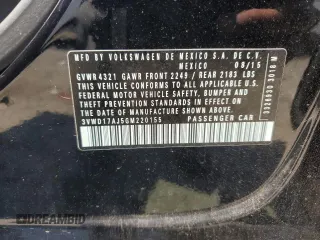 MFD BY VOLKSWAGEN DE MEXICO S.A. DE C.V.
MEXICO 08/15
GVWR 4321 GAWR FRONT 2249 / REAR 2183 LBS
THIS VEHICLE CONFORMS TO ALL APPLICABLE U.S.
FEDERAL MOTOR VEHICLE SAFETY, BUMPER, AND
THEFT PREVENTION STANDARDS IN EFFECT ON THE
DATE OF MANUFACTURE SHOWN ABOVE.
3VWD17AJ5GM220155 PASSENGER CAR
3018 M
EPICBID